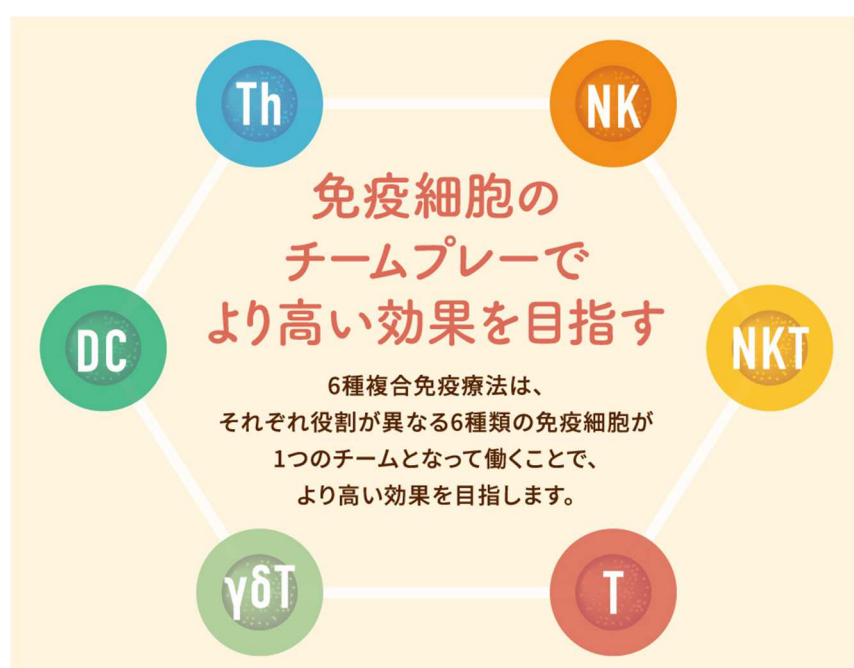 Th
NK
免疫細胞の
チームプレーで
より高い効果を目指す
DC
NKT
6種複合免疫療法は、
それぞれ役割が異なる6種類の免疫細胞が
1つのチームとなって働くことで、
より高い効果を目指します。
γδT
T